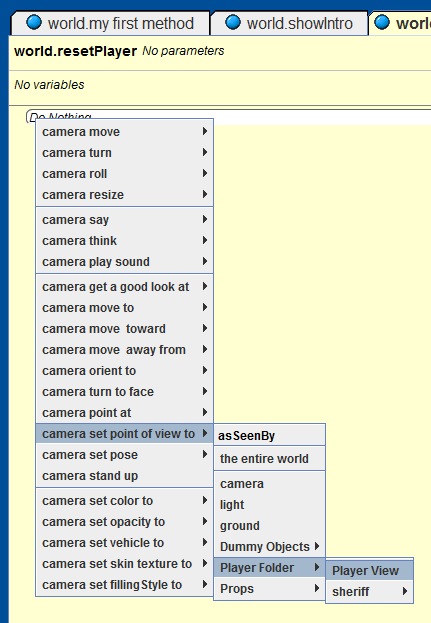 world.my first method
world.showIntro
world
world.resetPlayer No parameters
No variables
Do Nothing
camera move
camera turn
camera roll
camera resize
camera say
camera think
camera play sound
camera get a good look at
camera move to
camera move toward
camera move away from
camera orient to
camera turn to face
camera point at
camera set point of view to
camera set pose
camera stand up
camera set color to
camera set opacity to
camera set vehicle to
camera set skin texture to
camera set fillingStyle to
asSeenBy
the entire world
camera
light
ground
Dummy Objects
Player Folder
Props
Player View
sheriff